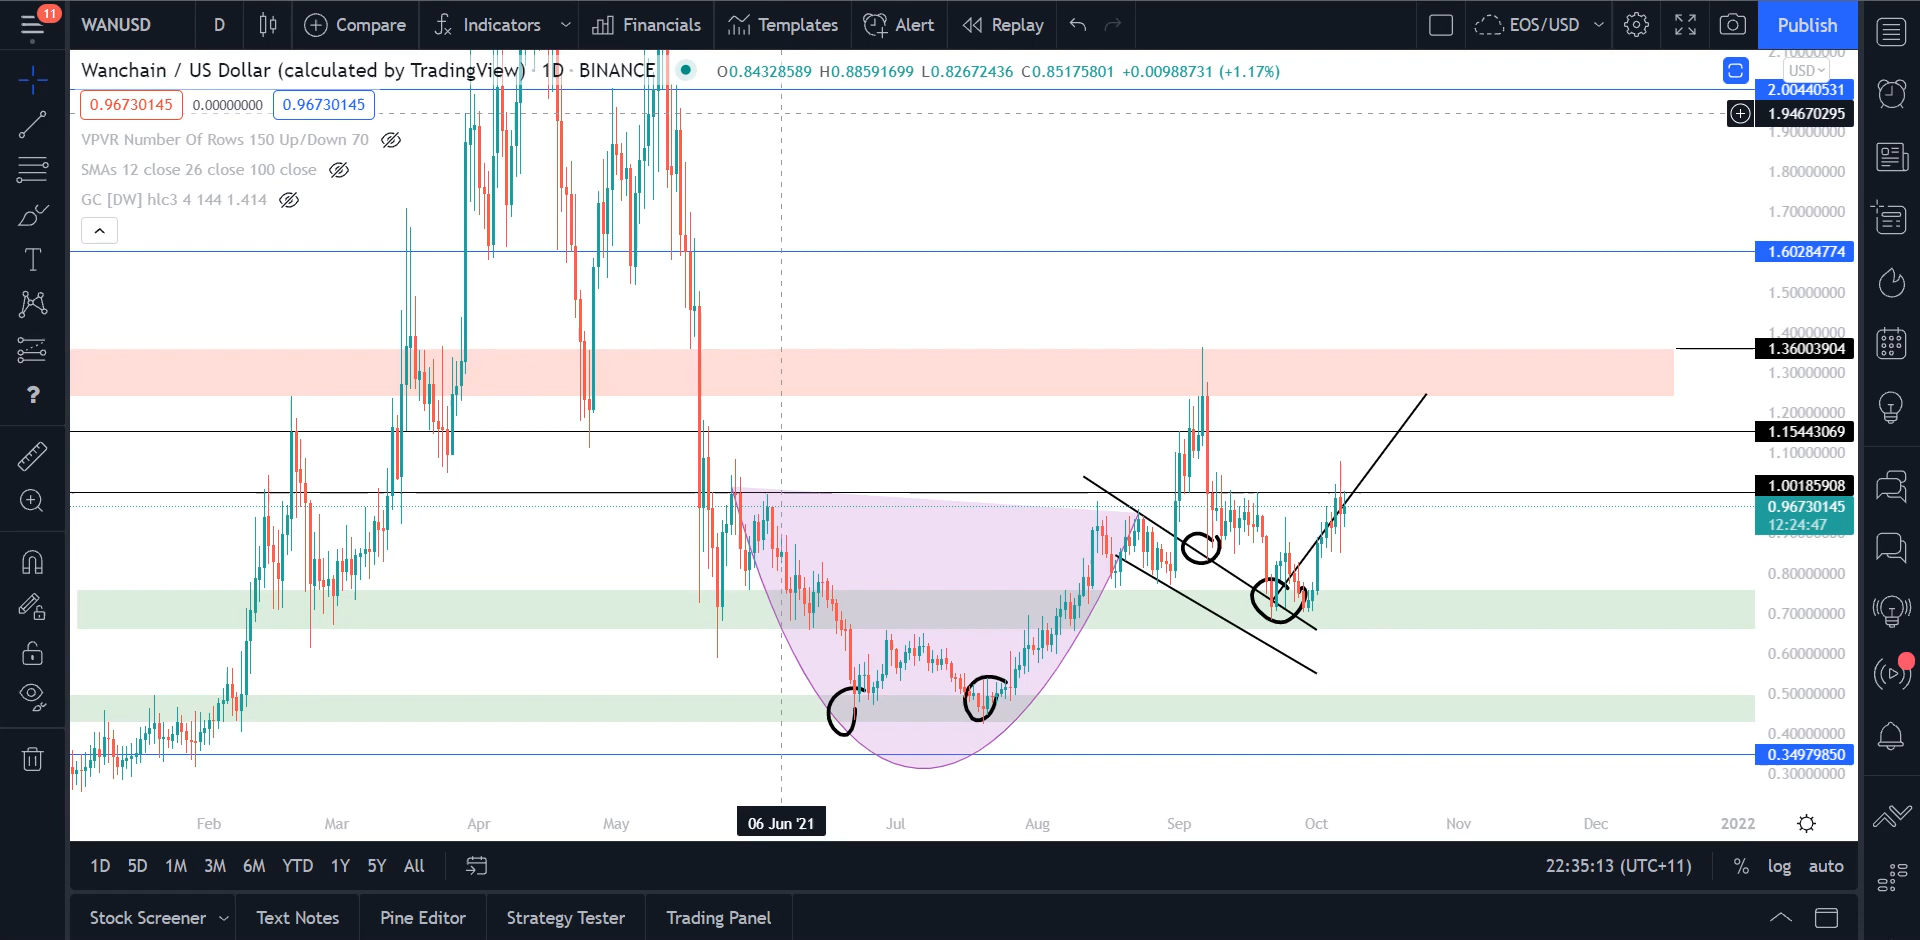 11
WANUSD D Compare Indicators Financials Templates Alert Replay EOS/USD Publish
Wanchain / US Dollar (calculated by TradingView) · 1D · BINANCE O0.84328589 H0.88591699 L0.82672436 C0.85175801 +0.00988731 (+1.17%)
0.96730145 0.00000000 0.96730145
VPVR Number Of Rows 150 Up/Down 70
SMAs 12 close 26 close 100 close
GC [DW] hlc3 4 144 1.414
2.10000000
USD
2.00440531
1.94670295
1.90000000
1.80000000
1.70000000
1.60284774
1.50000000
1.40000000
1.36003904
1.30000000
1.20000000
1.15443069
1.10000000
1.00185908
0.96730145
12:24:47
0.80000000
0.70000000
0.60000000
0.50000000
0.40000000
0.34979850
0.30000000
T
?
Feb Mar Apr May 06 Jun '21 Jul Aug Sep Oct Nov Dec 2022
1D 5D 1M 3M 6M YTD 1Y 5Y All 22:35:13 (UTC+11) % log auto
Stock Screener Text Notes Pine Editor Strategy Tester Trading Panel